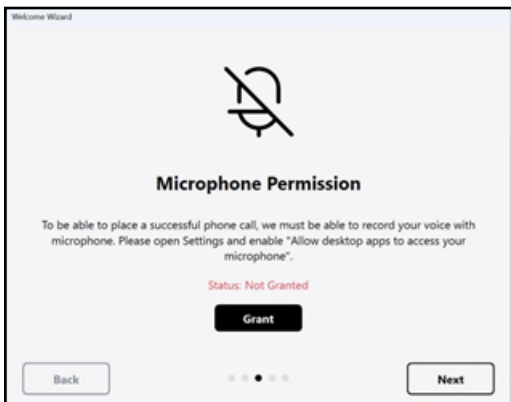 Welcome Wizard
Microphone Permission
To be able to place a successful phone call, we must be able to record your voice with
microphone. Please open Settings and enable "Allow desktop apps to access your
microphone".
Status: Not Granted
Grant
Back
Next